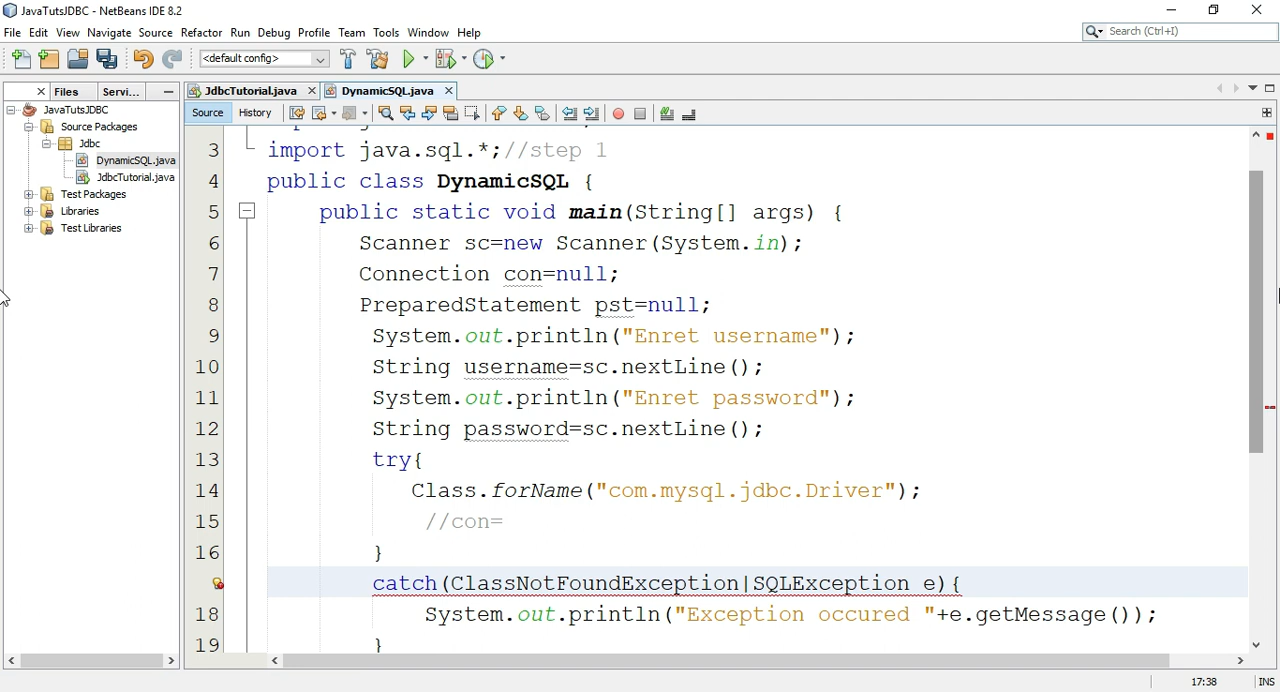 JavaTutsJDBC - NetBeans IDE 8.2
File Edit View Navigate Source Refactor Run Debug Profile Team Tools Window Help
Search (Ctrl+I)
<default config>
Files Servi...
JdbcTutorial.java DynamicSQL.java
JavaTutsJDBC
Source Packages
Jdbc
DynamicSQL.java
JdbcTutorial.java
Test Packages
Libraries
Test Libraries
Source History
3 import java.sql.*;//step 1
4 public class DynamicSQL {
5 public static void main(String[] args) {
6 Scanner sc=new Scanner(System.in);
7 Connection con=null;
8 PreparedStatement pst=null;
9 System.out.println("Enret username");
10 String username=sc.nextLine();
11 System.out.println("Enret password");
12 String password=sc.nextLine();
13 try{
14 Class.forName("com.mysql.jdbc.Driver");
15 //con=
16 }
catch(ClassNotFoundException|SQLException e){
18 System.out.println("Exception occured "+e.getMessage());
19 }
17:38 INS